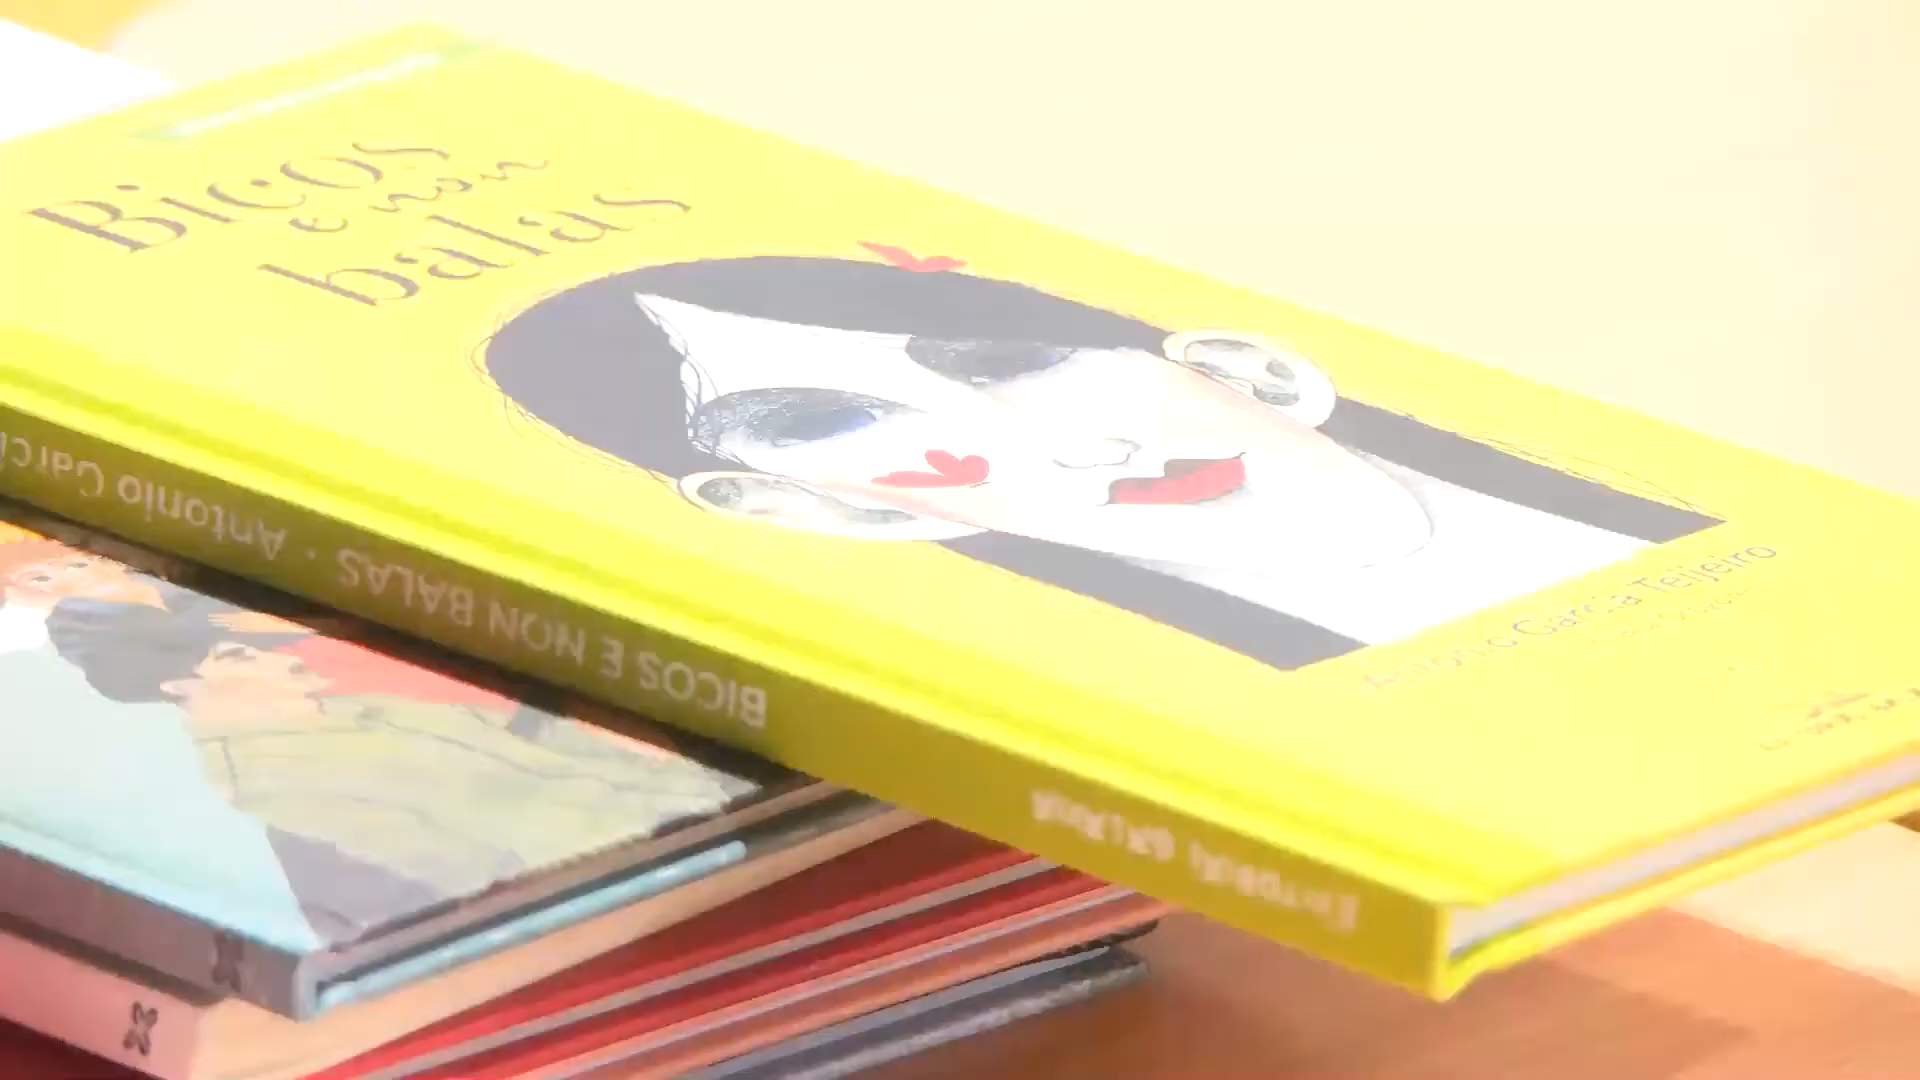 Bicos
e non
balas
Antonio García Teijeiro
BICOS E NON BALAS · Antonio Garcí
EDITORIAL GALAXIA
X
X